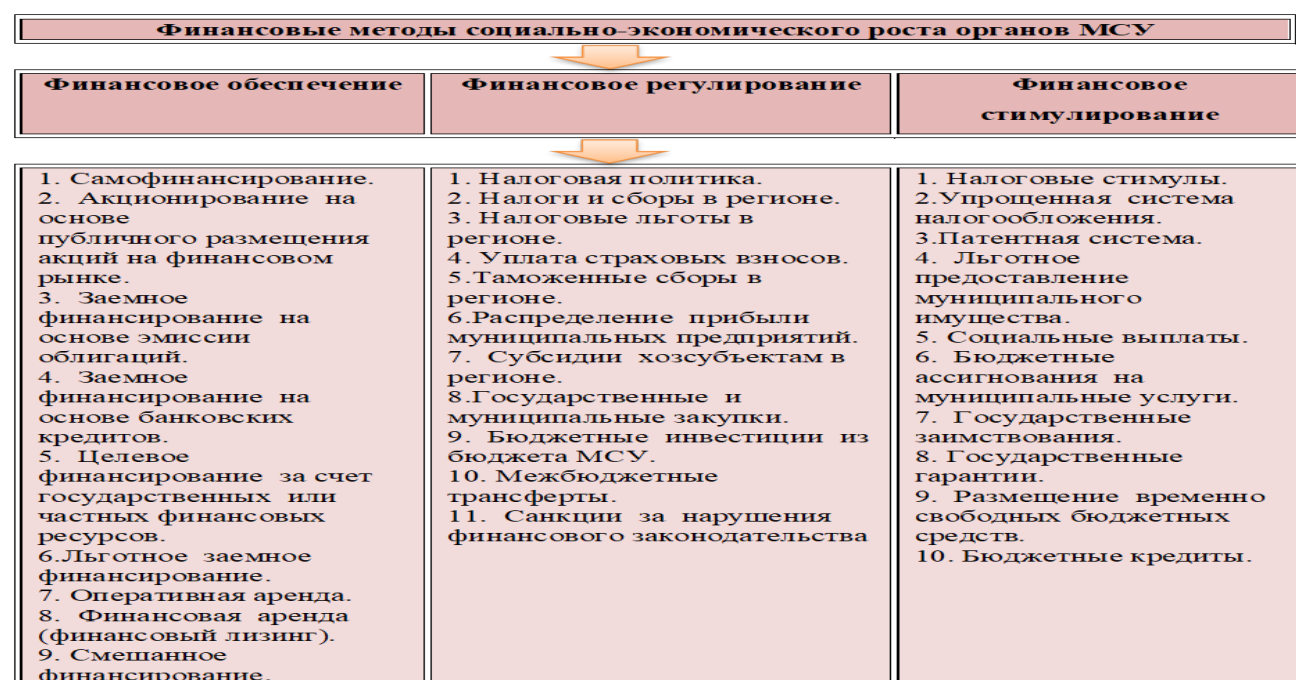 Финансовые методы социально-экономического роста органов МСУ
Финансовое обеспечение
Финансовое регулирование
Финансовое
стимулирование
1. Самофинансирование.
2. Акционирование на
основе
публичного размещения
акций на финансовом
рынке.
3. Заемное
финансирование на
основе эмиссии
облигаций.
4. Заемное
финансирование на
основе банковских
кредитов.
5. Целевое
финансирование за счет
государственных или
частных финансовых
ресурсов.
6.Льготное заемное
финансирование.
7. Оперативная аренда.
8. Финансовая аренда
(финансовый лизинг).
9. Смешанное
финансирование.
1. Налоговая политика.
2. Налоги и сборы в регионе.
3. Налоговые льготы в
регионе.
4. Уплата страховых взносов.
5.Таможенные сборы в
регионе.
6.Распределение прибыли
муниципальных предприятий.
7. Субсидии хозсубъектам в
регионе.
8.Государственные и
муниципальные закупки.
9. Бюджетные инвестиции из
бюджета МСУ.
10. Межбюджетные
трансферты.
11. Санкции за нарушения
финансового законодательства
1. Налоговые стимулы.
2.Упрощенная система
налогообложения.
3.Патентная система.
4. Льготное
предоставление
муниципального
имущества.
5. Социальные выплаты.
6. Бюджетные
ассигнования на
муниципальные услуги.
7. Государственные
заимствования.
8. Государственные
гарантии.
9. Размещение временно
свободных бюджетных
средств.
10. Бюджетные кредиты.